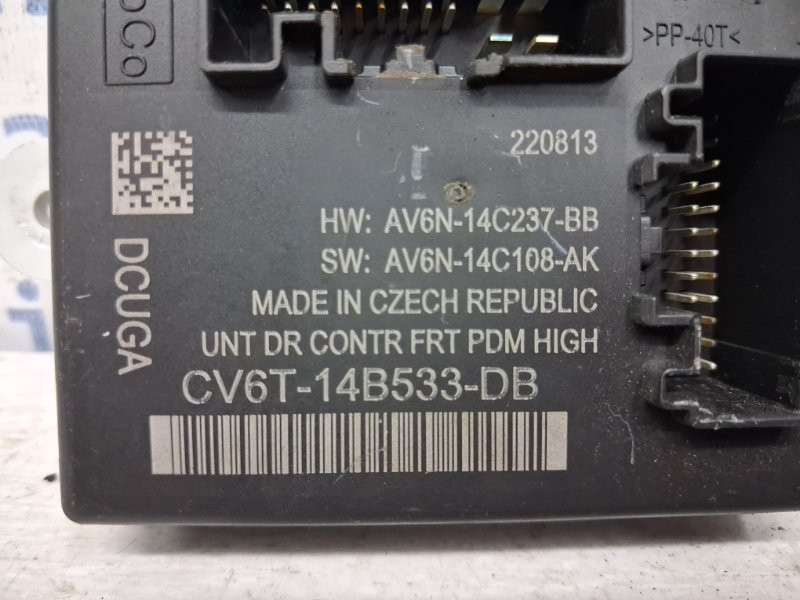 oCo
>PP-40T<
220813
HW: AV6N-14C237-BB
SW: AV6N-14C108-AK
MADE IN CZECH REPUBLIC
UNT DR CONTR FRT PDM HIGH
CV6T-14B533-DB
DCUGA